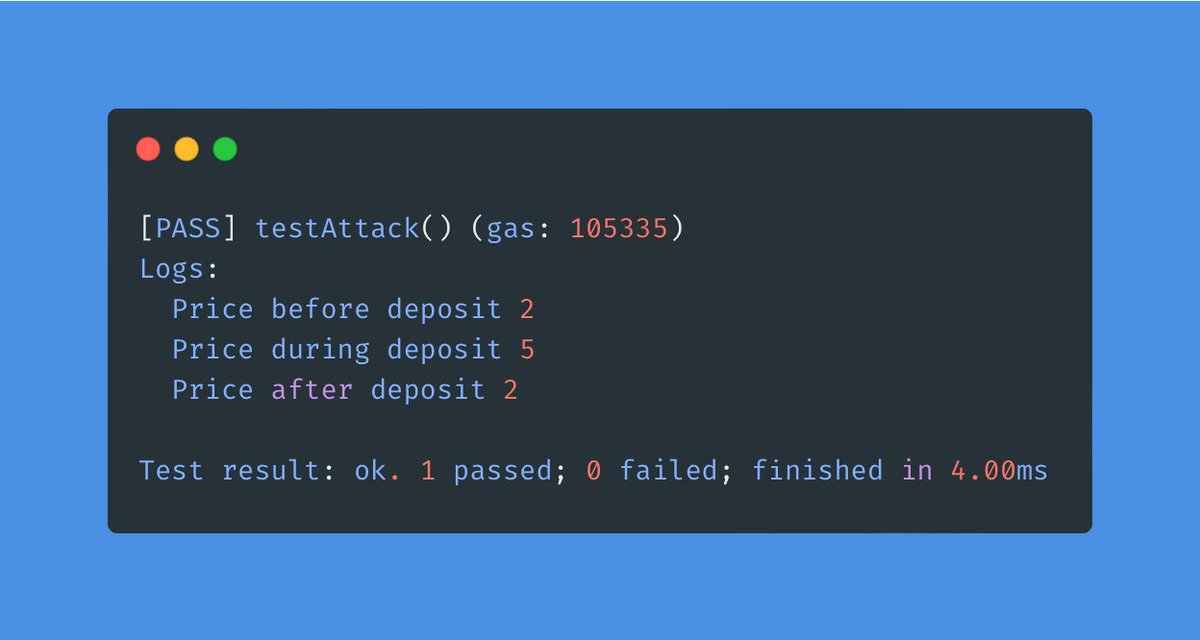 [PASS] testAttack() (gas: 105335)
Logs:
  Price before deposit 2
  Price during deposit 5
  Price after deposit 2
Test result: ok. 1 passed; 0 failed; finished in 4.00ms